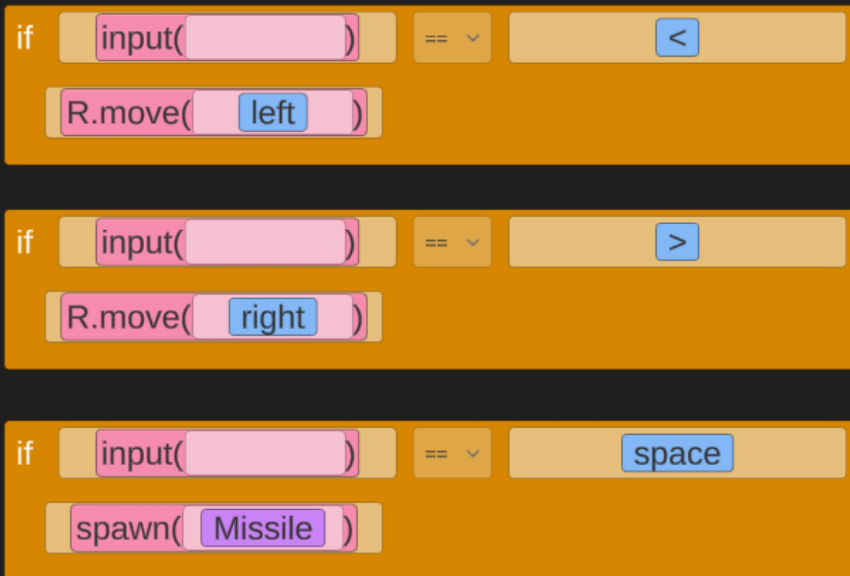 if input( ) == <
R.move( left )
if input( ) == >
R.move( right )
if input( ) == space
spawn( Missile )